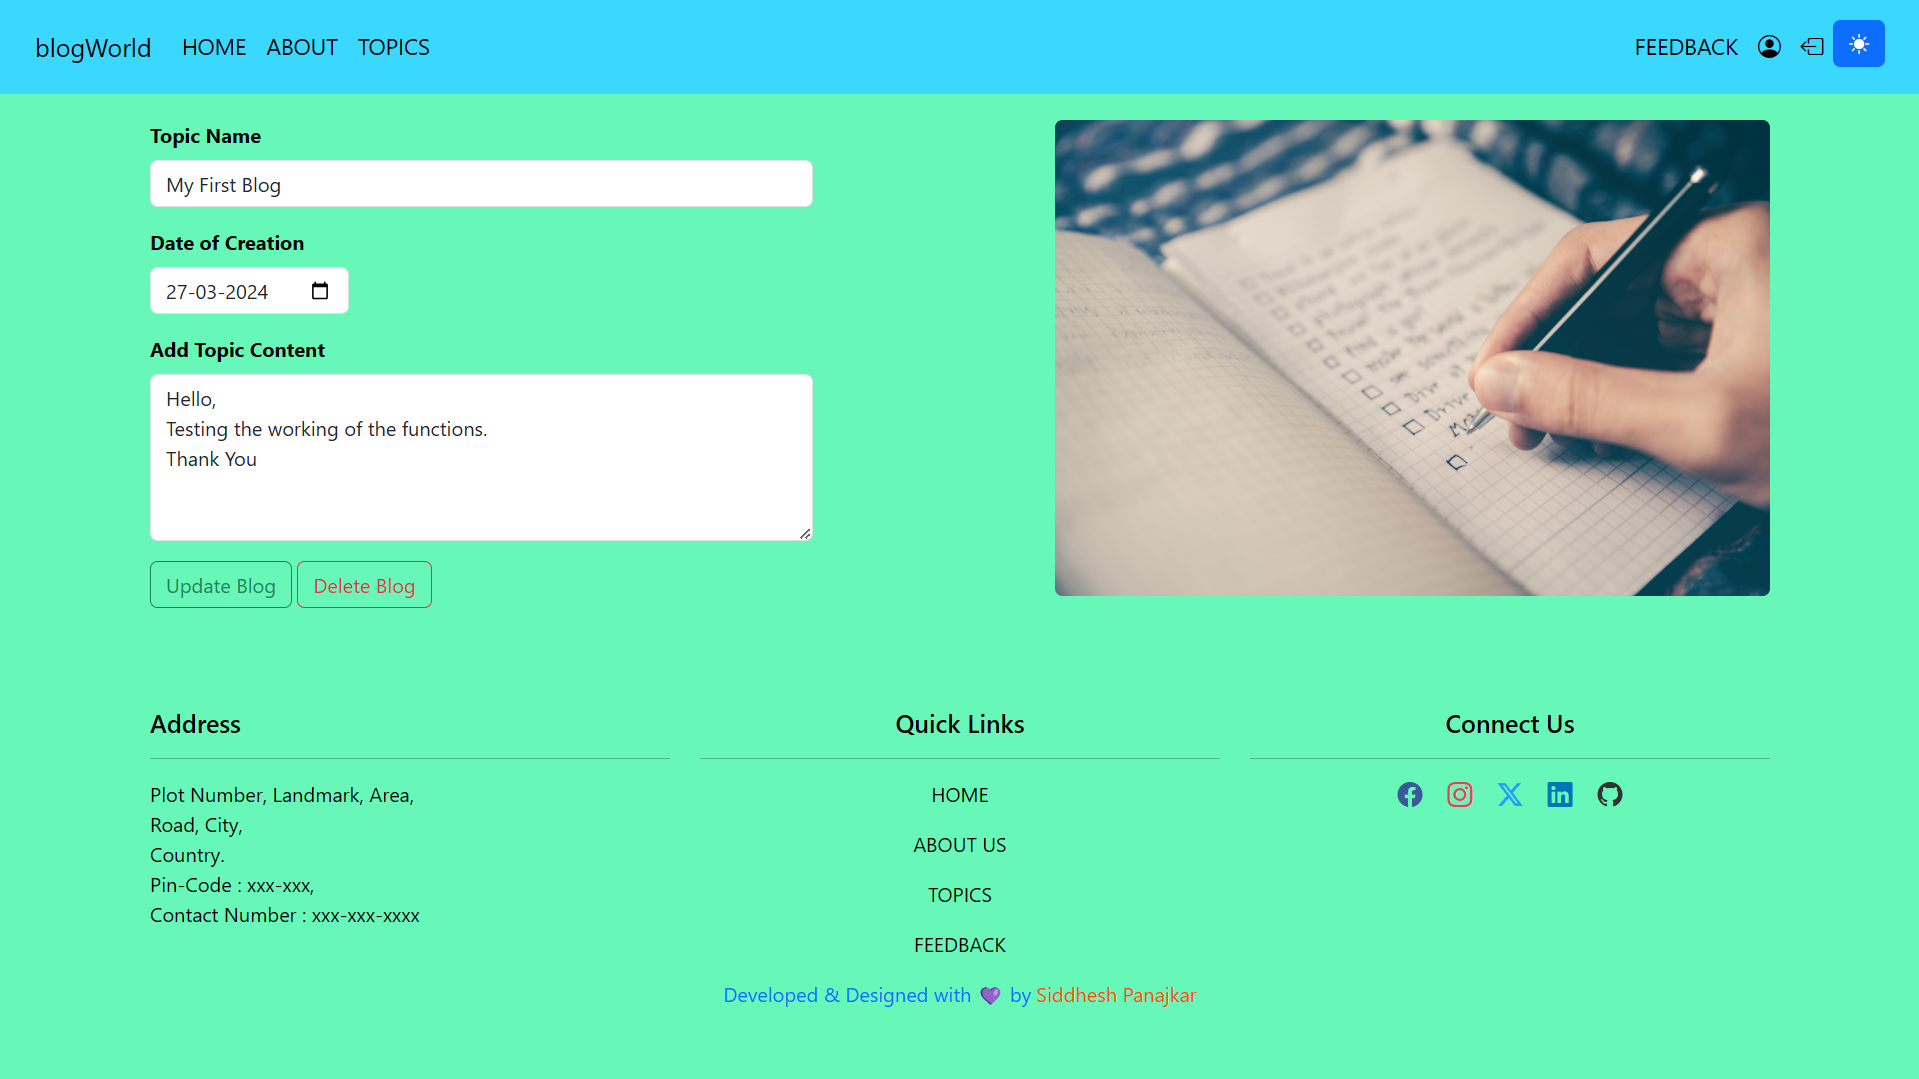 blogWorld HOME ABOUT TOPICS FEEDBACK
Topic Name
My First Blog
Date of Creation
27-03-2024
Add Topic Content
Hello,
Testing the working of the functions.
Thank You
Update Blog Delete Blog
Address
Plot Number, Landmark, Area,
Road, City,
Country.
Pin-Code : xxx-xxx,
Contact Number : xxx-xxx-xxxx
Quick Links
HOME
ABOUT US
TOPICS
FEEDBACK
Connect Us
Developed & Designed with 💜 by Siddhesh Panajkar